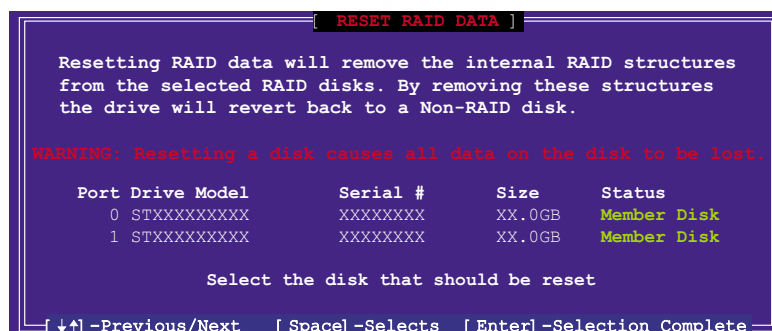 [ RESET RAID DATA ]
Resetting RAID data will remove the internal RAID structures
from the selected RAID disks. By removing these structures
the drive will revert back to a Non-RAID disk.
WARNING: Resetting a disk causes all data on the disk to be lost.
Port Drive Model Serial # Size Status
0 STXXXXXXXXX XXXXXXXX XX.0GB Member Disk
1 STXXXXXXXXX XXXXXXXX XX.0GB Member Disk
Select the disk that should be reset
[↓↑]-Previous/Next [Space]-Selects [Enter]-Selection Complete